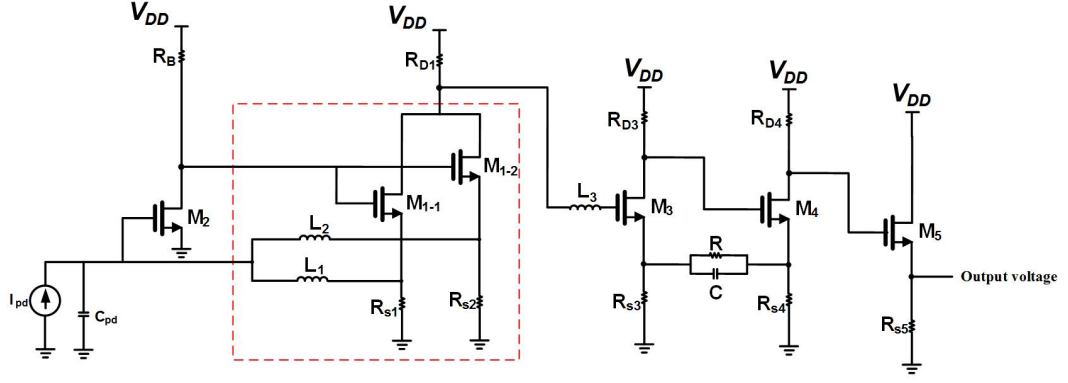 VDD
RB
VDD
RD1
VDD
RD3
VDD
RD4
VDD
M1-2
M1-1
M2
L2
L1
L3
M3
M4
M5
R
C
Ipd
Cpd
Rs1
Rs2
Rs3
Rs4
Rs5
Output voltage